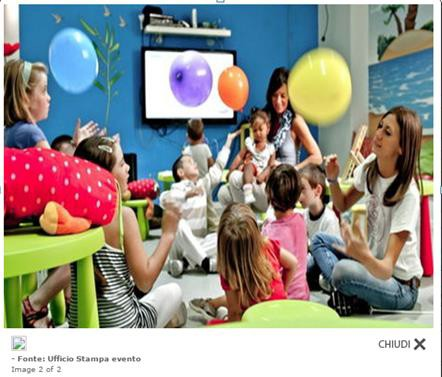 CHIUDI ✕
- Fonte: Ufficio Stampa evento
Image 2 of 2